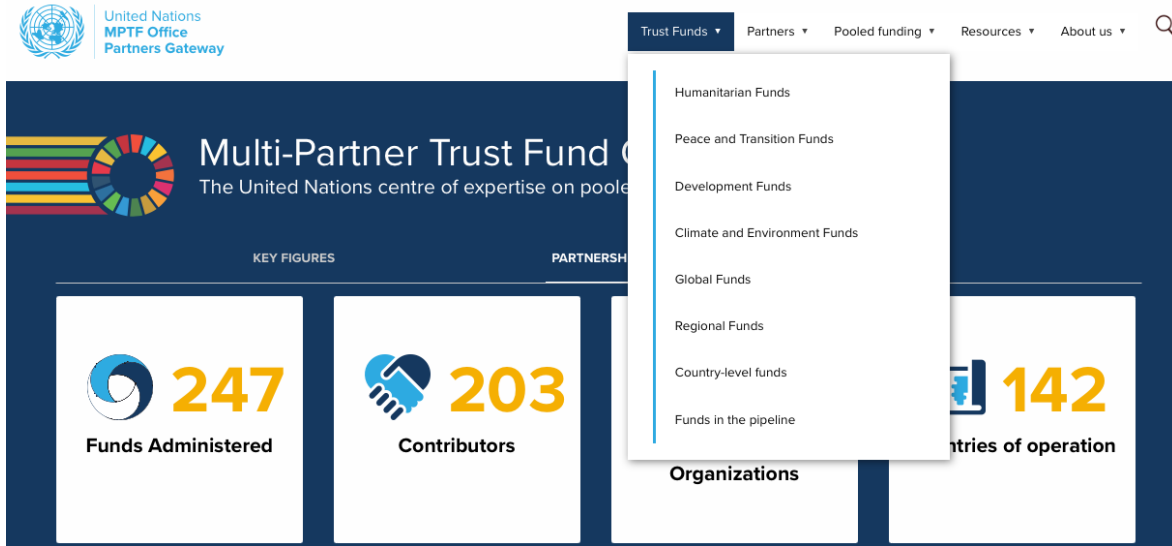 United Nations
MPTF Office
Partners Gateway
Trust Funds ▼ Partners ▼ Pooled funding ▼ Resources ▼ About us ▼
Humanitarian Funds
Peace and Transition Funds
Development Funds
Climate and Environment Funds
Global Funds
Regional Funds
Country-level funds
Funds in the pipeline
Multi-Partner Trust Fund
The United Nations centre of expertise on
KEY FIGURES
247
Funds Administered
203
Contributors
Organizations
142
of operation